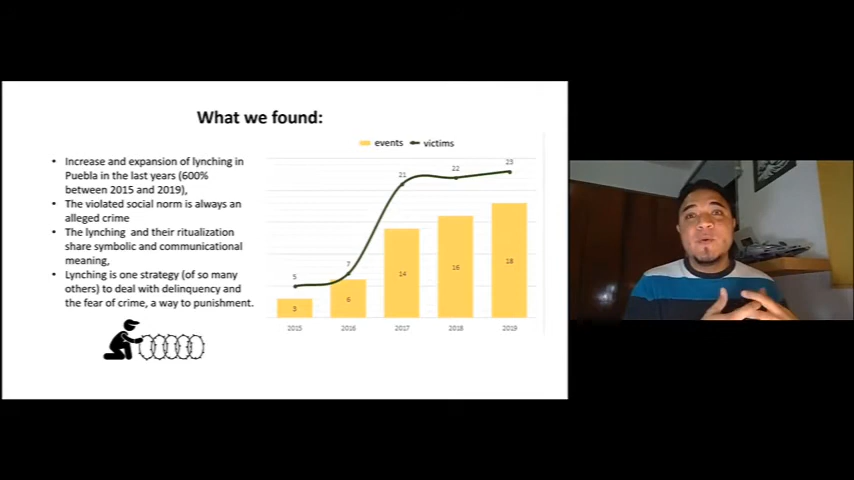 What we found:
• Increase and expansion of lynching in
Puebla in the last years (600%
between 2015 and 2019),
• The violated social norm is always an
alleged crime
• The lynching and their ritualization
share symbolic and communicational
meaning,
• Lynching is one strategy (of so many
others) to deal with delinquency and
the fear of crime, a way to punishment.
events victims
5 7 21 22 23
3 6 14 16 18
2015 2016 2017 2018 2019